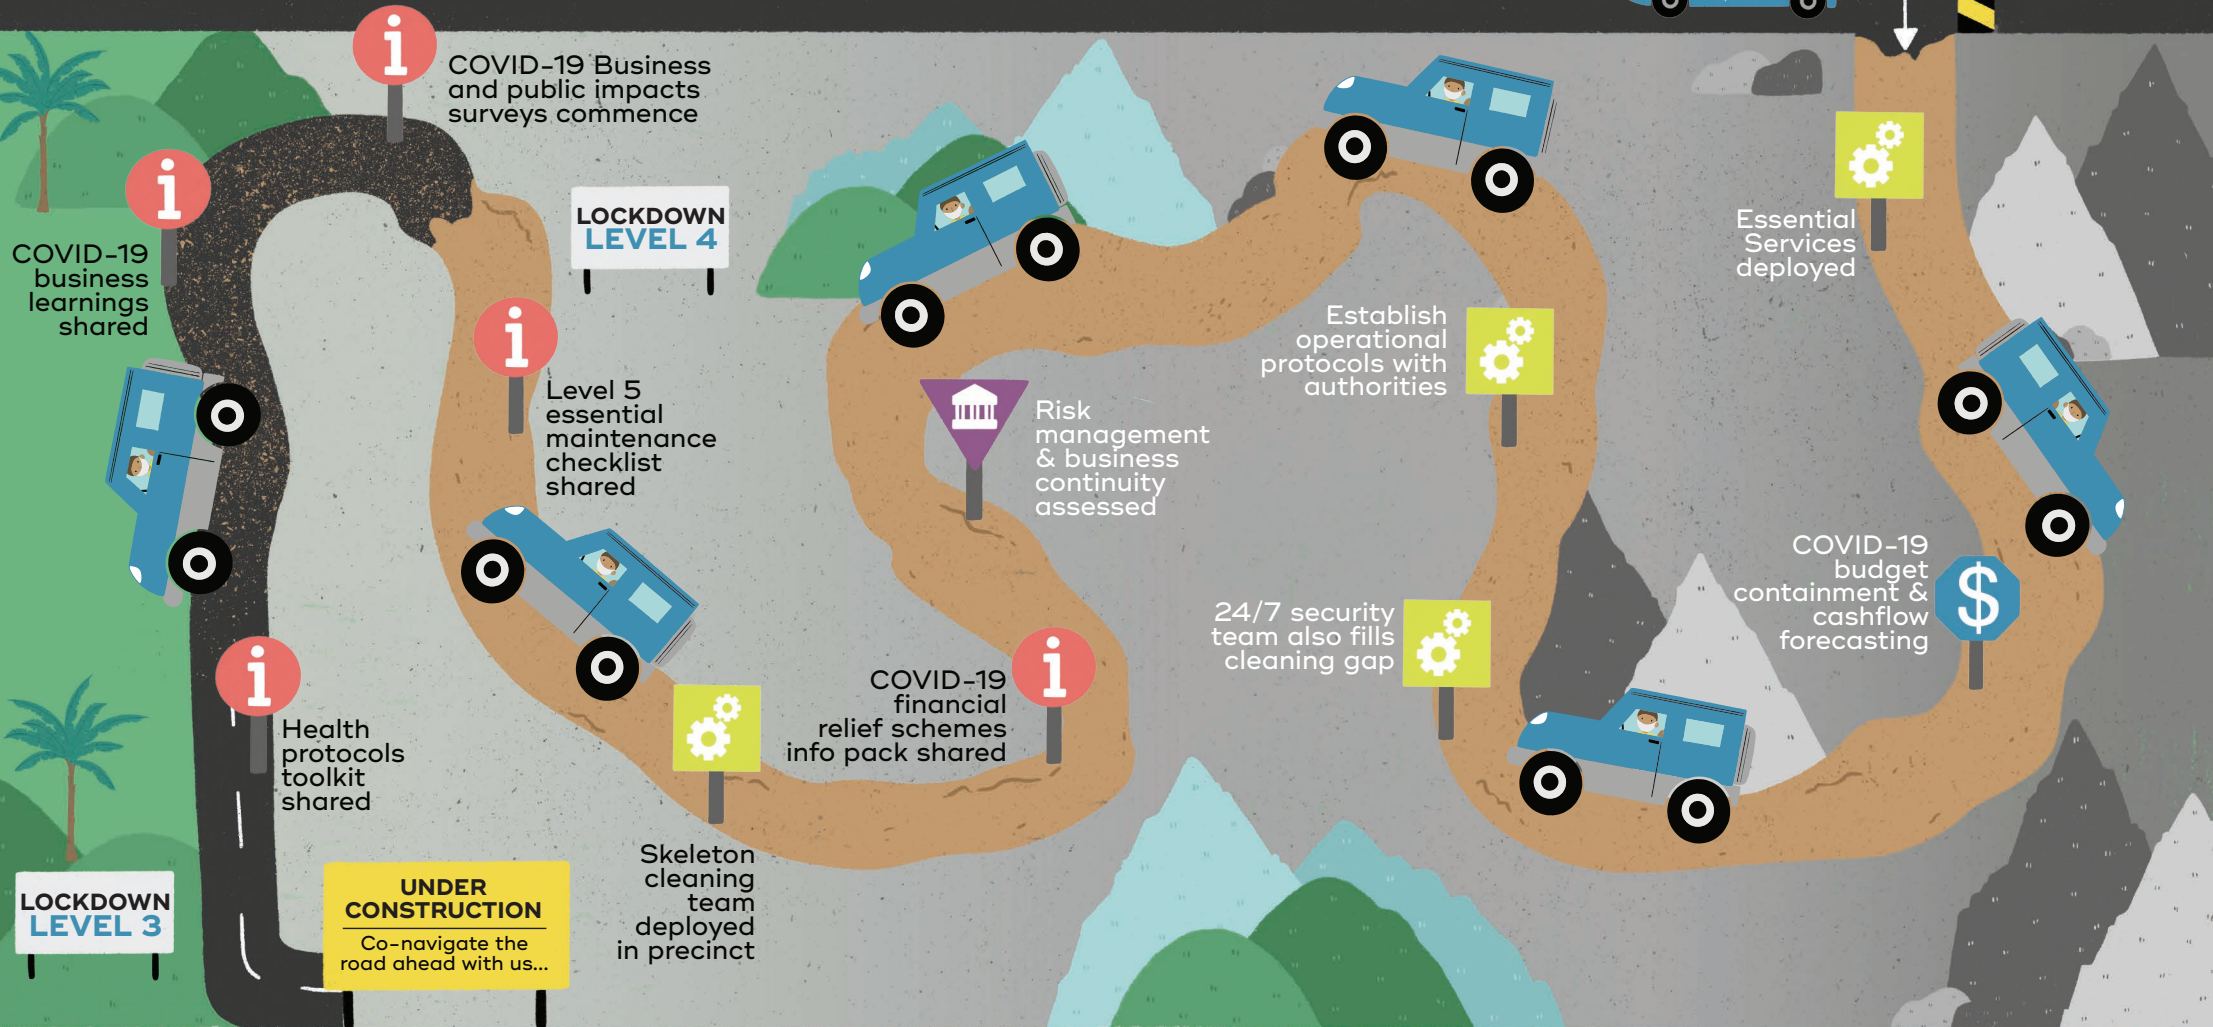 COVID-19 Business
and public impacts
surveys commence
COVID-19
business
learnings
shared
LOCKDOWN
LEVEL 4
Essential
Services
deployed
Establish
operational
protocols with
authorities
Level 5
essential
maintenance
checklist
shared
Risk
management
& business
continuity
assessed
COVID-19
budget
containment &
cashflow
forecasting
24/7 security
team also fills
cleaning gap
COVID-19
financial
relief schemes
info pack shared
Health
protocols
toolkit
shared
Skeleton
cleaning
team
deployed
in precinct
LOCKDOWN
LEVEL 3
UNDER
CONSTRUCTION
Co-navigate the
road ahead with us...